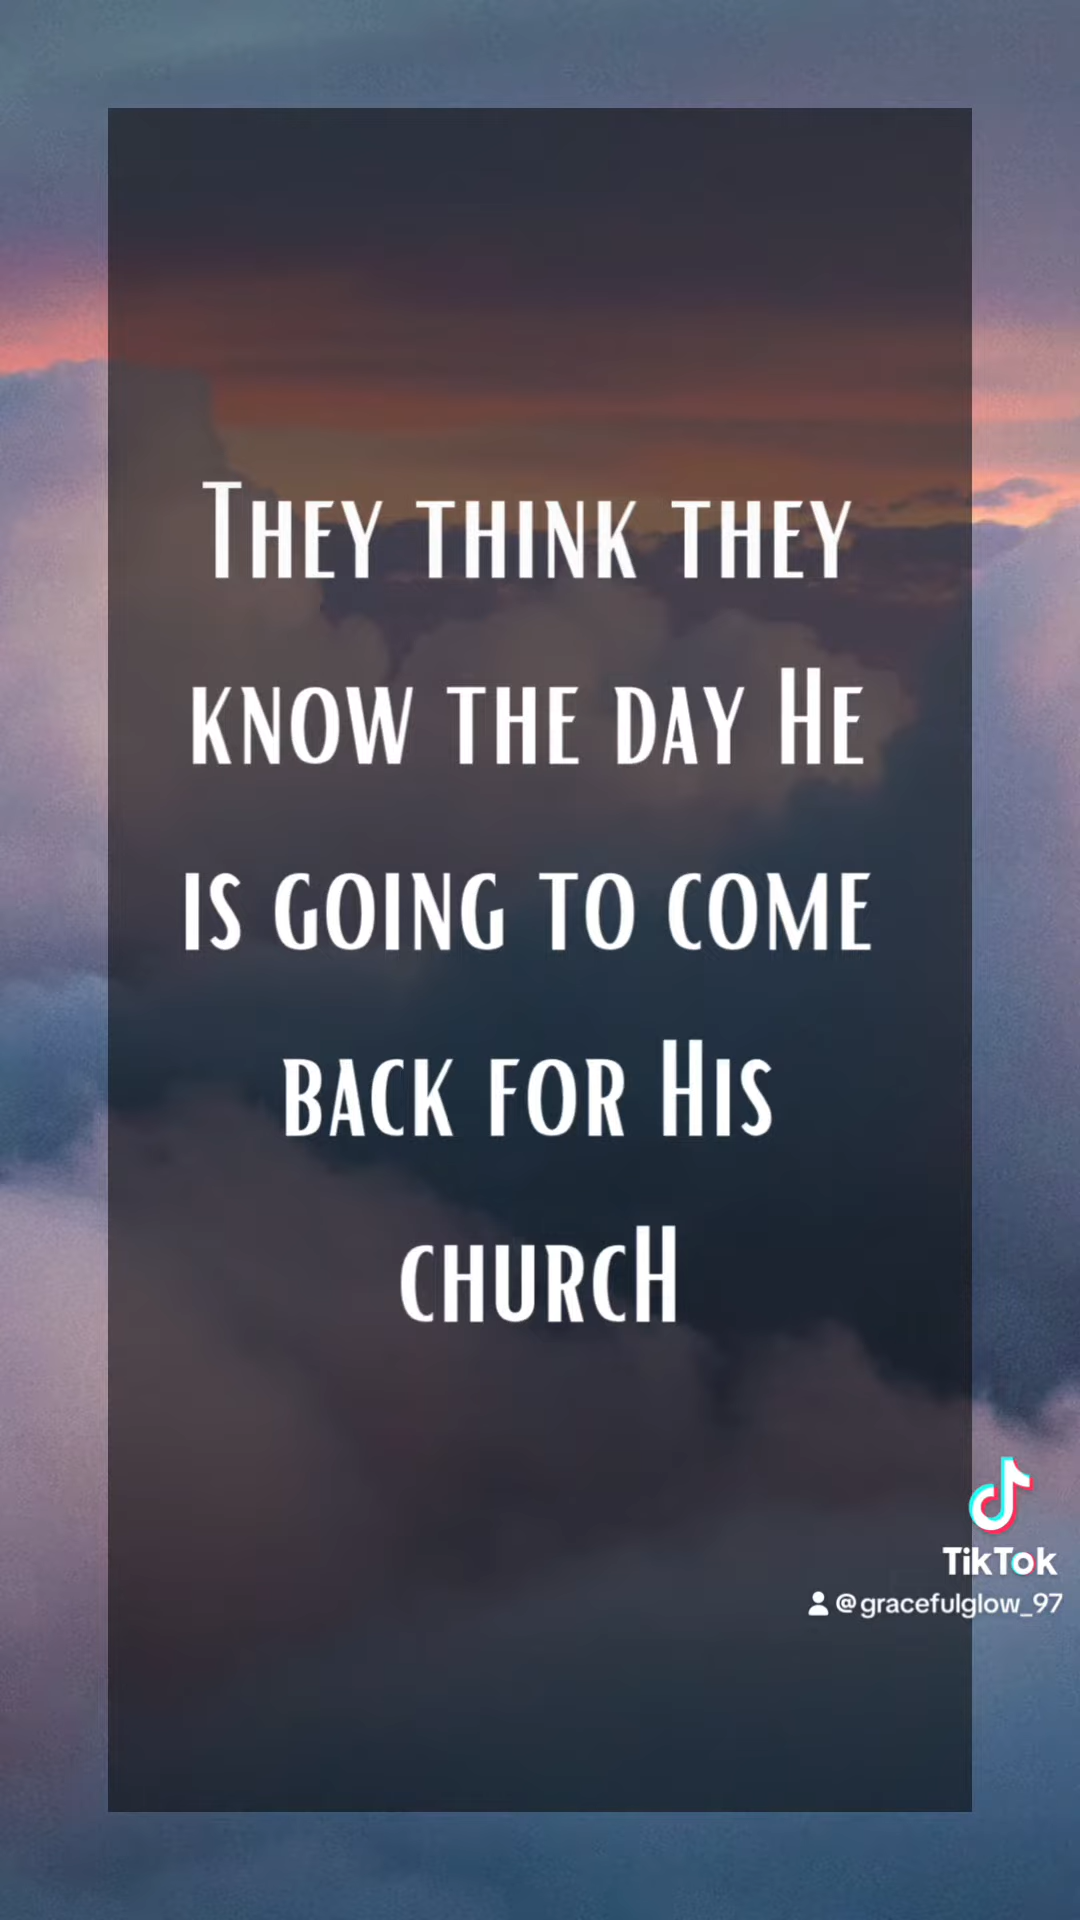 They think they
know the day He
is going to come
back for His
churcH
TikTok
@gracefulglow_97